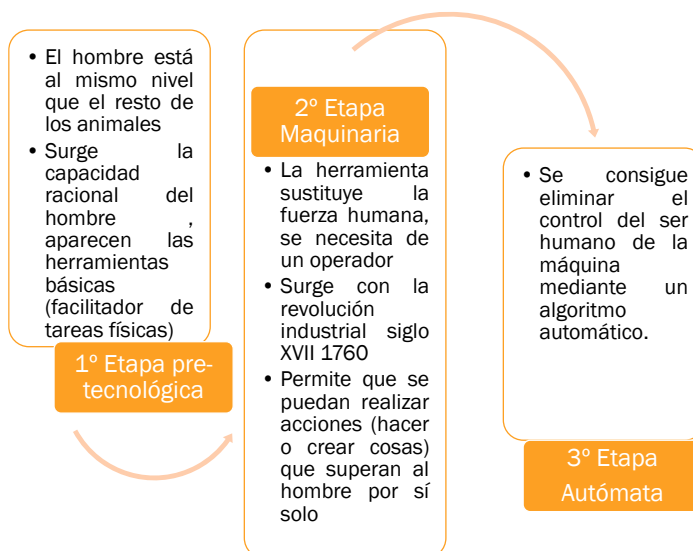 • El hombre está
al mismo nivel
que el resto de
los animales
• Surge la
capacidad
racional del
hombre ,
aparecen las
herramientas
básicas
(facilitador de
tareas físicas)
1º Etapa pre-
tecnológica
2º Etapa
Maquinaria
• La herramienta
sustituye la
fuerza humana,
se necesita de
un operador
• Surge con la
revolución
industrial siglo
XVII 1760
• Permite que se
puedan realizar
acciones (hacer
o crear cosas)
que superan al
hombre por sí
solo
• Se consigue
eliminar el
control del ser
humano de la
máquina
mediante un
algoritmo
automático.
3º Etapa
Autómata